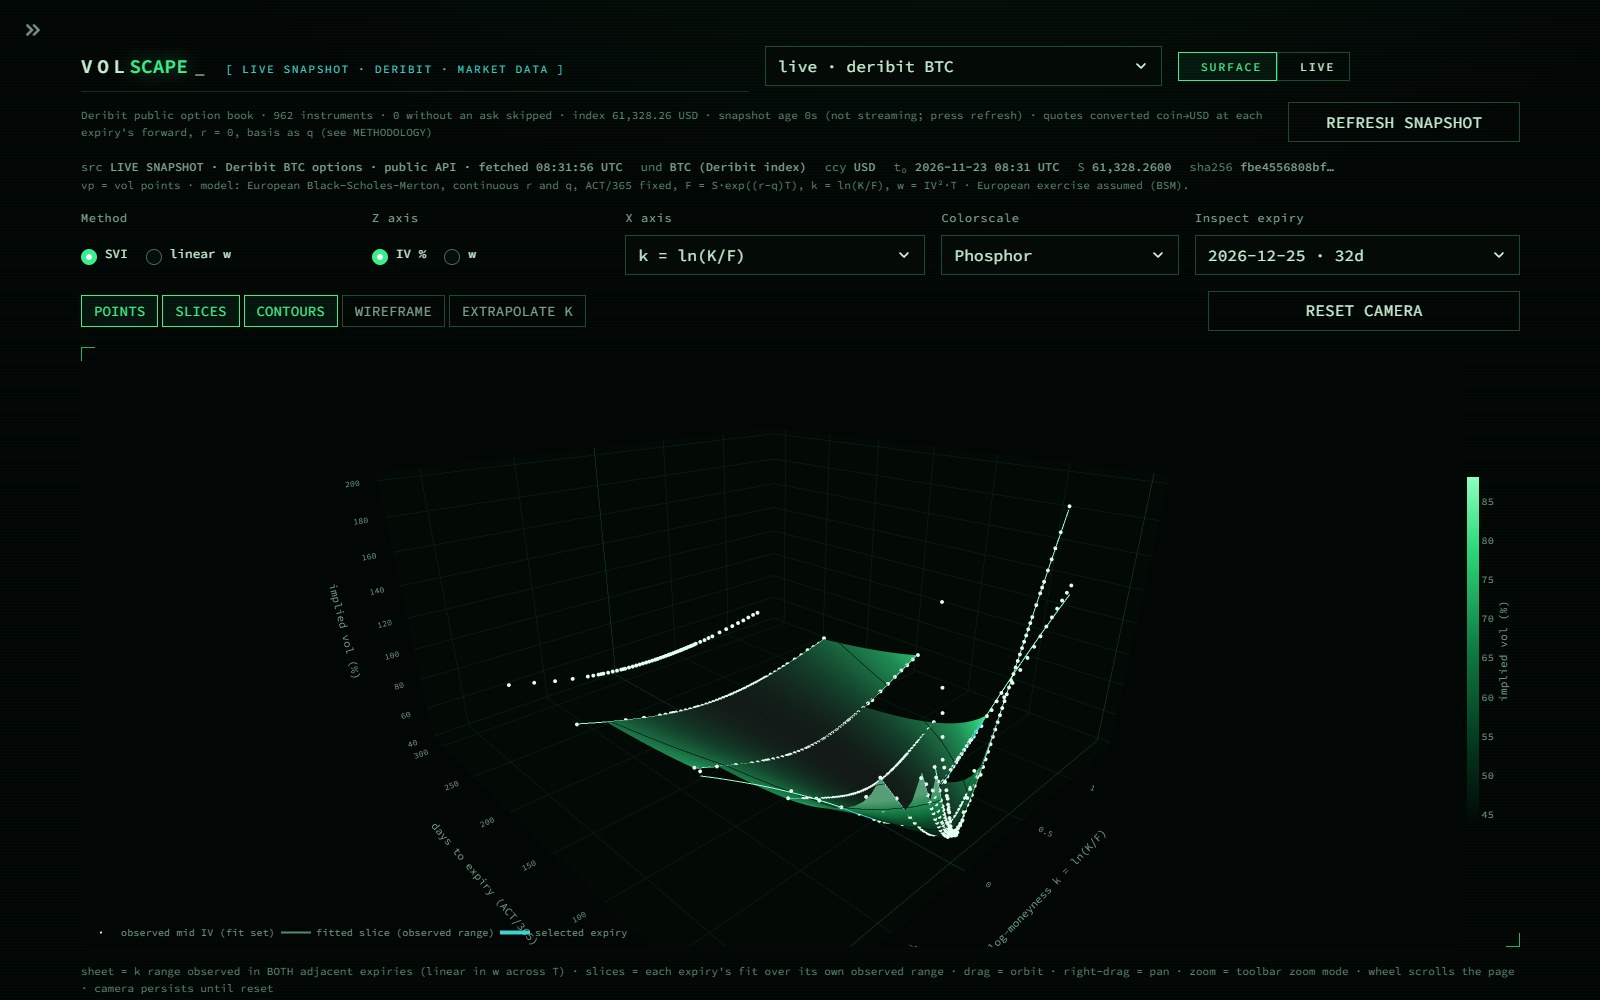 »
VOLSCAPE_ [ LIVE SNAPSHOT · DERIBIT · MARKET DATA ]
live · deribit BTC
SURFACE LIVE
Deribit public option book · 962 instruments · 0 without an ask skipped · index 61,328.26 USD · snapshot age 0s (not streaming; press refresh) · quotes converted coin→USD at each
expiry's forward, r = 0, basis as q (see METHODOLOGY)
REFRESH SNAPSHOT
src LIVE SNAPSHOT · Deribit BTC options · public API · fetched 08:31:56 UTC und BTC (Deribit index) ccy USD t₀ 2026-11-23 08:31 UTC S 61,328.2600 sha256 fbe4556808bf…
vp = vol points · model: European Black-Scholes-Merton, continuous r and q, ACT/365 fixed, F = S·exp((r-q)T), k = ln(K/F), w = IV²·T · European exercise assumed (BSM).
Method Z axis X axis Colorscale Inspect expiry
SVI linear w IV % w k = ln(K/F) Phosphor 2026-12-25 · 32d
POINTS SLICES CONTOURS WIREFRAME EXTRAPOLATE K
RESET CAMERA
200
180
160
140
120
100
80
60
40
implied vol (%)
300
250
200
150
100
days to expiry (ACT/365)
1
0.5
0
log-moneyness k = ln(K/F)
85
80
75
70
65
60
55
50
45
implied vol (%)
observed mid IV (fit set) fitted slice (observed range) selected expiry
sheet = k range observed in BOTH adjacent expiries (linear in w across T) · slices = each expiry's fit over its own observed range · drag = orbit · right-drag = pan · zoom = toolbar zoom mode · wheel scrolls the page
· camera persists until reset